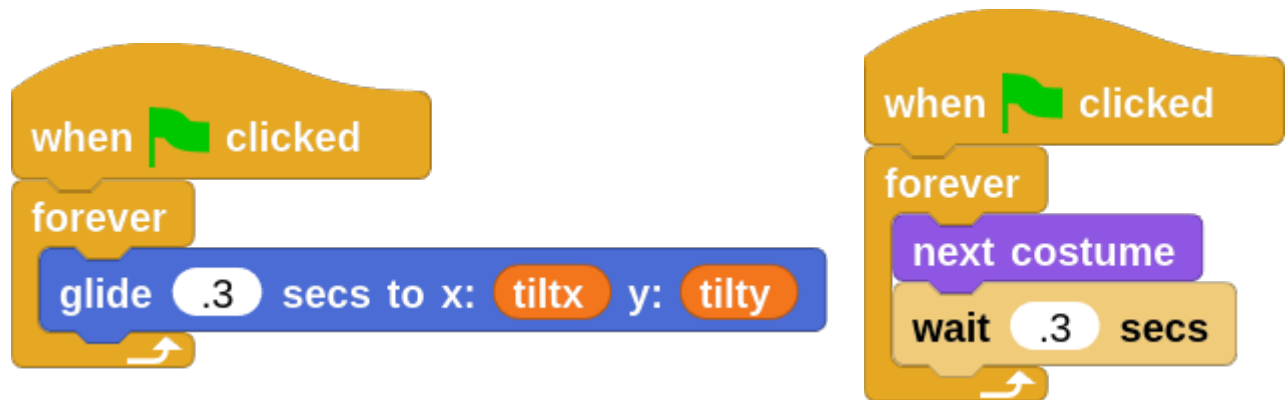 when clicked
forever
glide .3 secs to x: tiltx y: tilty
when clicked
forever
next costume
wait .3 secs